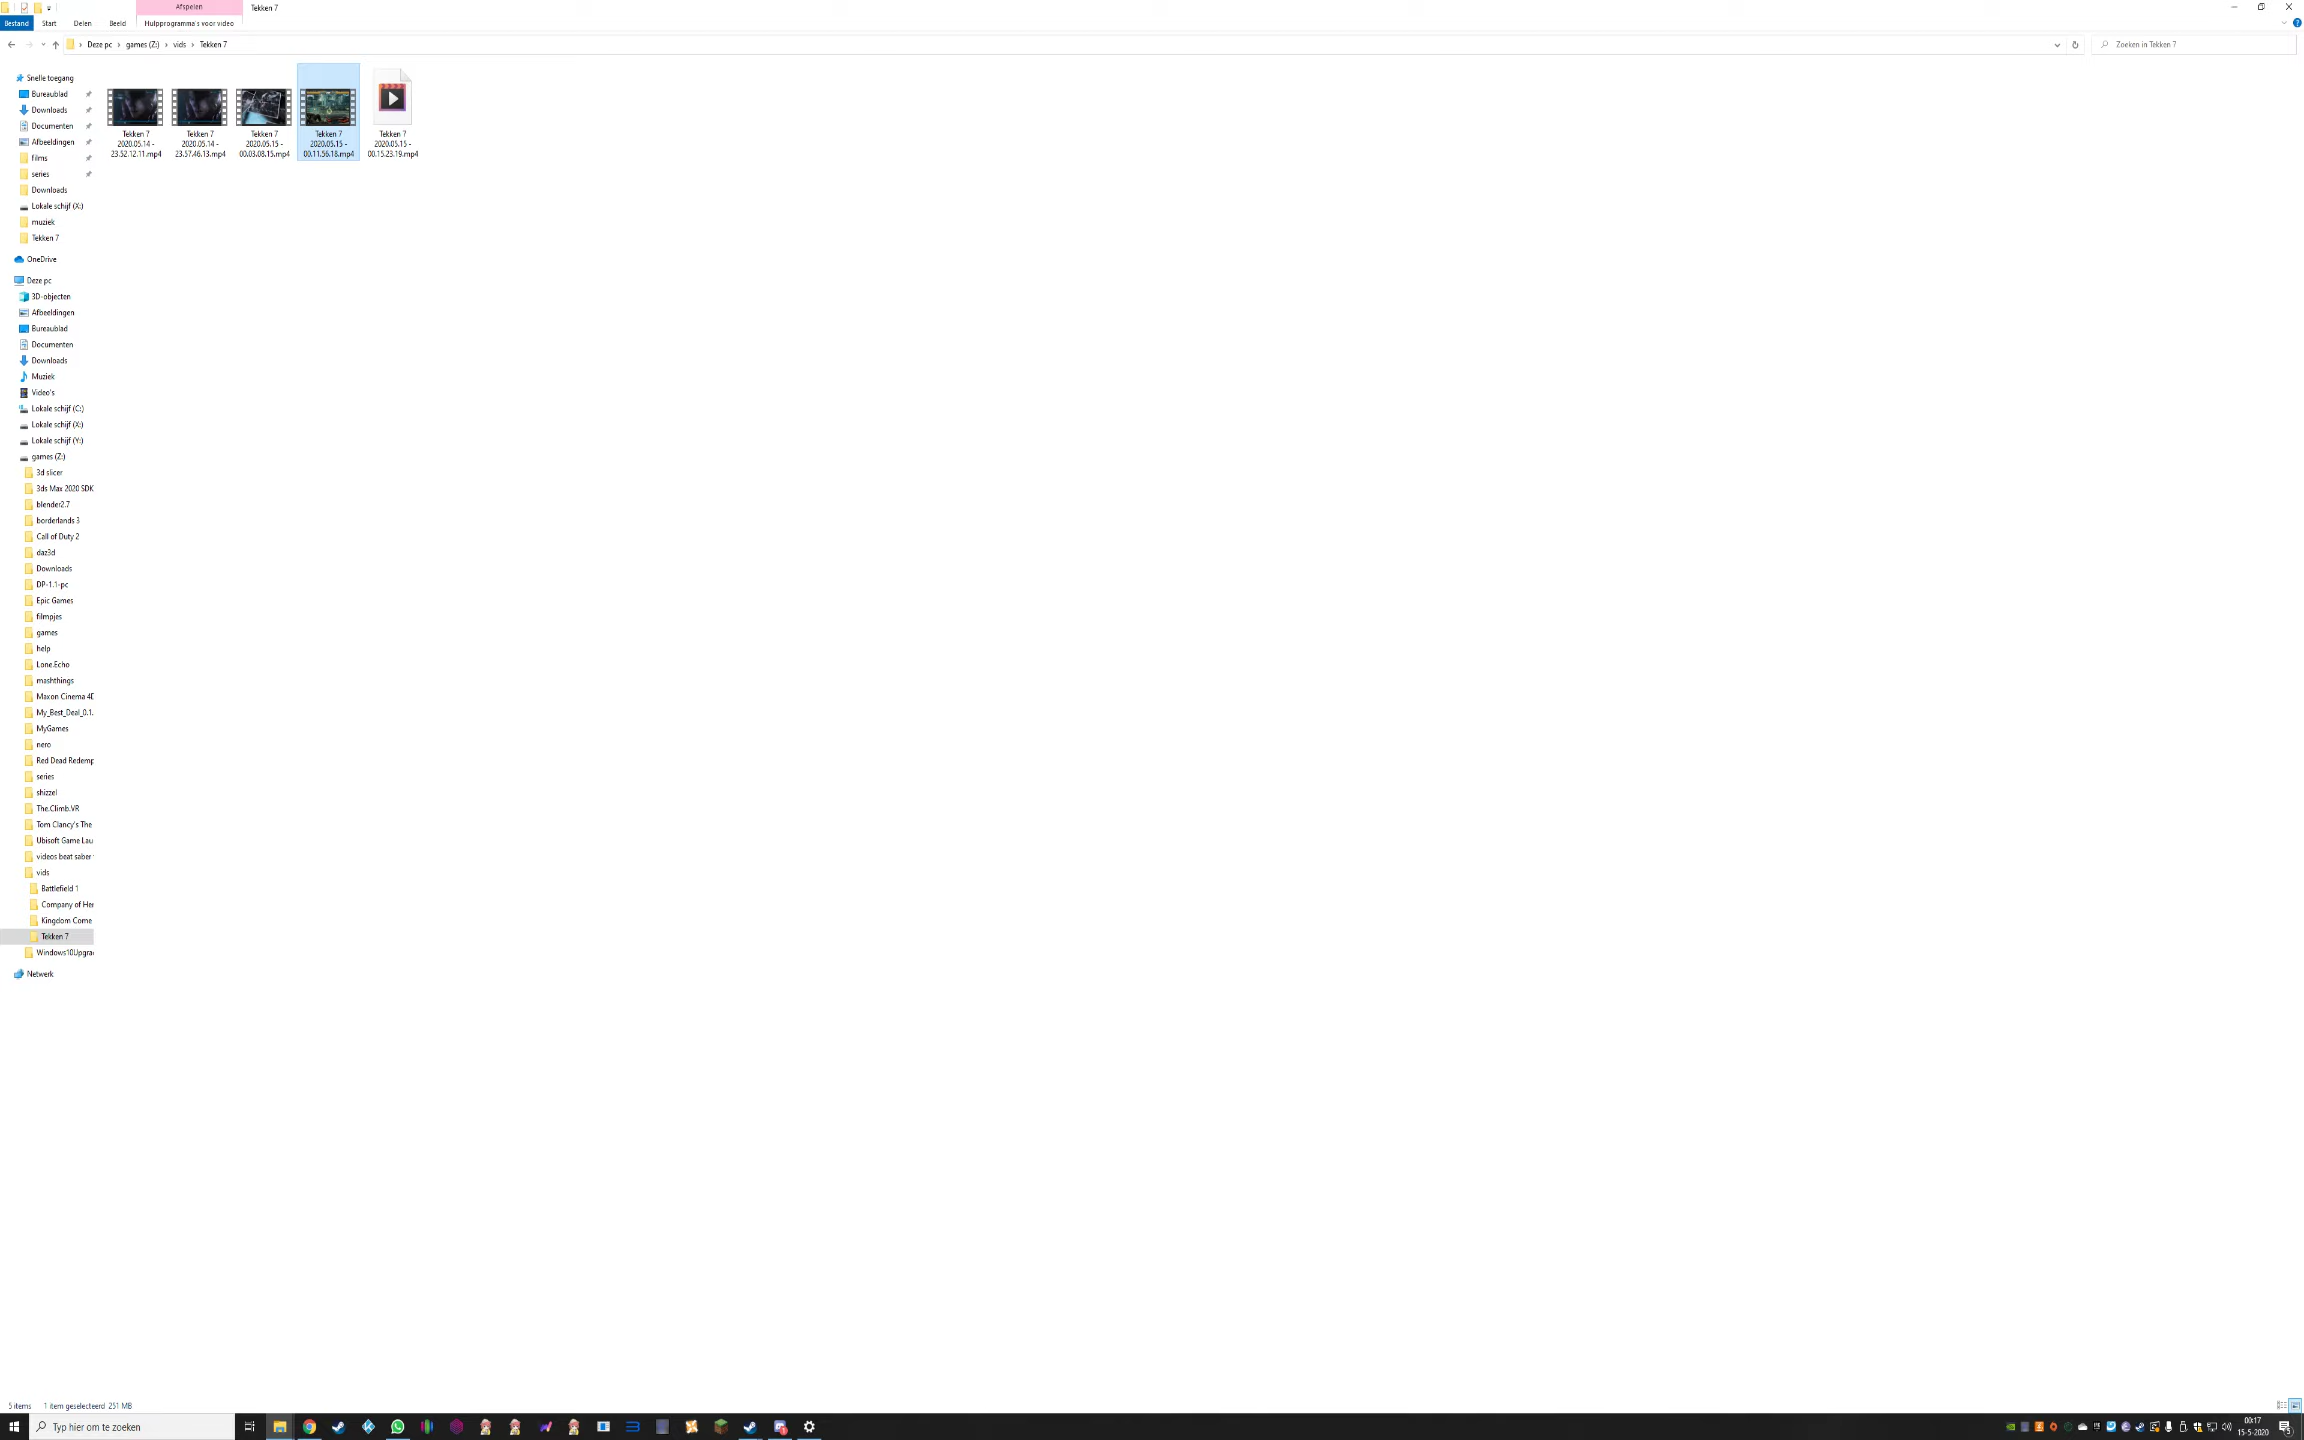 Afspelen
Tekken 7
Bestand Start Delen Beeld Hulpprogramma's voor video
Deze pc games (Z:) vids Tekken 7
Zoeken in Tekken 7
Snelle toegang
Bureaublad
Downloads
Documenten
Afbeeldingen
films
series
Downloads
Lokale schijf (X:)
muziek
Tekken 7
OneDrive
Deze pc
3D-objecten
Afbeeldingen
Bureaublad
Documenten
Downloads
Muziek
Video's
Lokale schijf (C:)
Lokale schijf (X:)
Lokale schijf (Y:)
games (Z:)
3d slicer
3ds Max 2020 SDK
blender2.7
borderlands 3
Call of Duty 2
daz3d
Downloads
DP-1.1-pc
Epic Games
filmpjes
games
help
Lone.Echo
mashthings
Maxon Cinema 4D
My_Best_Deal_0.1.
MyGames
nero
Red Dead Redemp
series
shizzel
The.Climb.VR
Tom Clancy's The
Ubisoft Game Lau
videos beat saber
vids
Battlefield 1
Company of Her
Kingdom Come
Tekken 7
Windows10Upgra
Netwerk
Tekken 7
2020.05.14 -
23.52.12.11.mp4
Tekken 7
2020.05.14 -
23.57.46.13.mp4
Tekken 7
2020.05.15 -
00.03.08.15.mp4
Tekken 7
2020.05.15 -
00.11.56.18.mp4
Tekken 7
2020.05.15 -
00.15.23.19.mp4
5 items 1 item geselecteerd 251 MB
Typ hier om te zoeken
00:17
15-5-2020